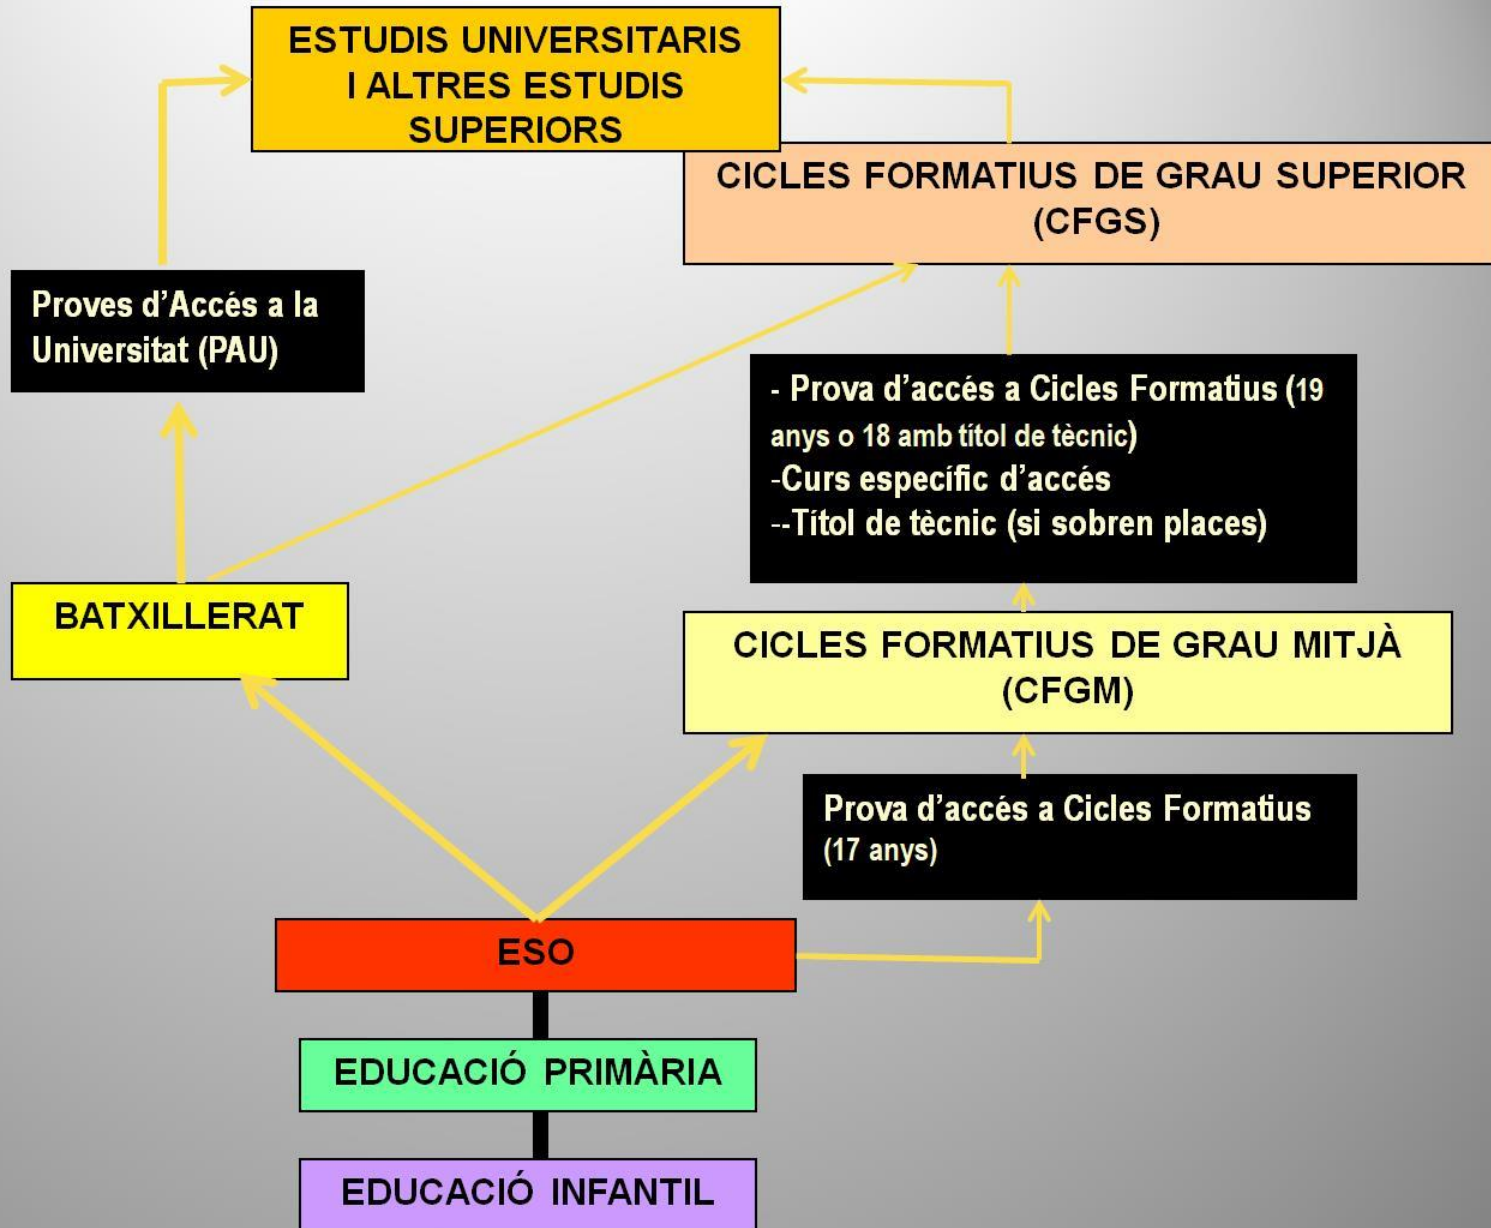 ESTUDIS UNIVERSITARIS
I ALTRES ESTUDIS
SUPERIORS
CICLES FORMATIUS DE GRAU SUPERIOR
(CFGS)
Proves d’Accés a la
Universitat (PAU)
- Prova d’accés a Cicles Formatius (19
anys o 18 amb títol de tècnic)
-Curs específic d’accés
--Títol de tècnic (si sobren places)
BATXILLERAT
CICLES FORMATIUS DE GRAU MITJÀ
(CFGM)
Prova d’accés a Cicles Formatius
(17 anys)
ESO
EDUCACIÓ PRIMÀRIA
EDUCACIÓ INFANTIL